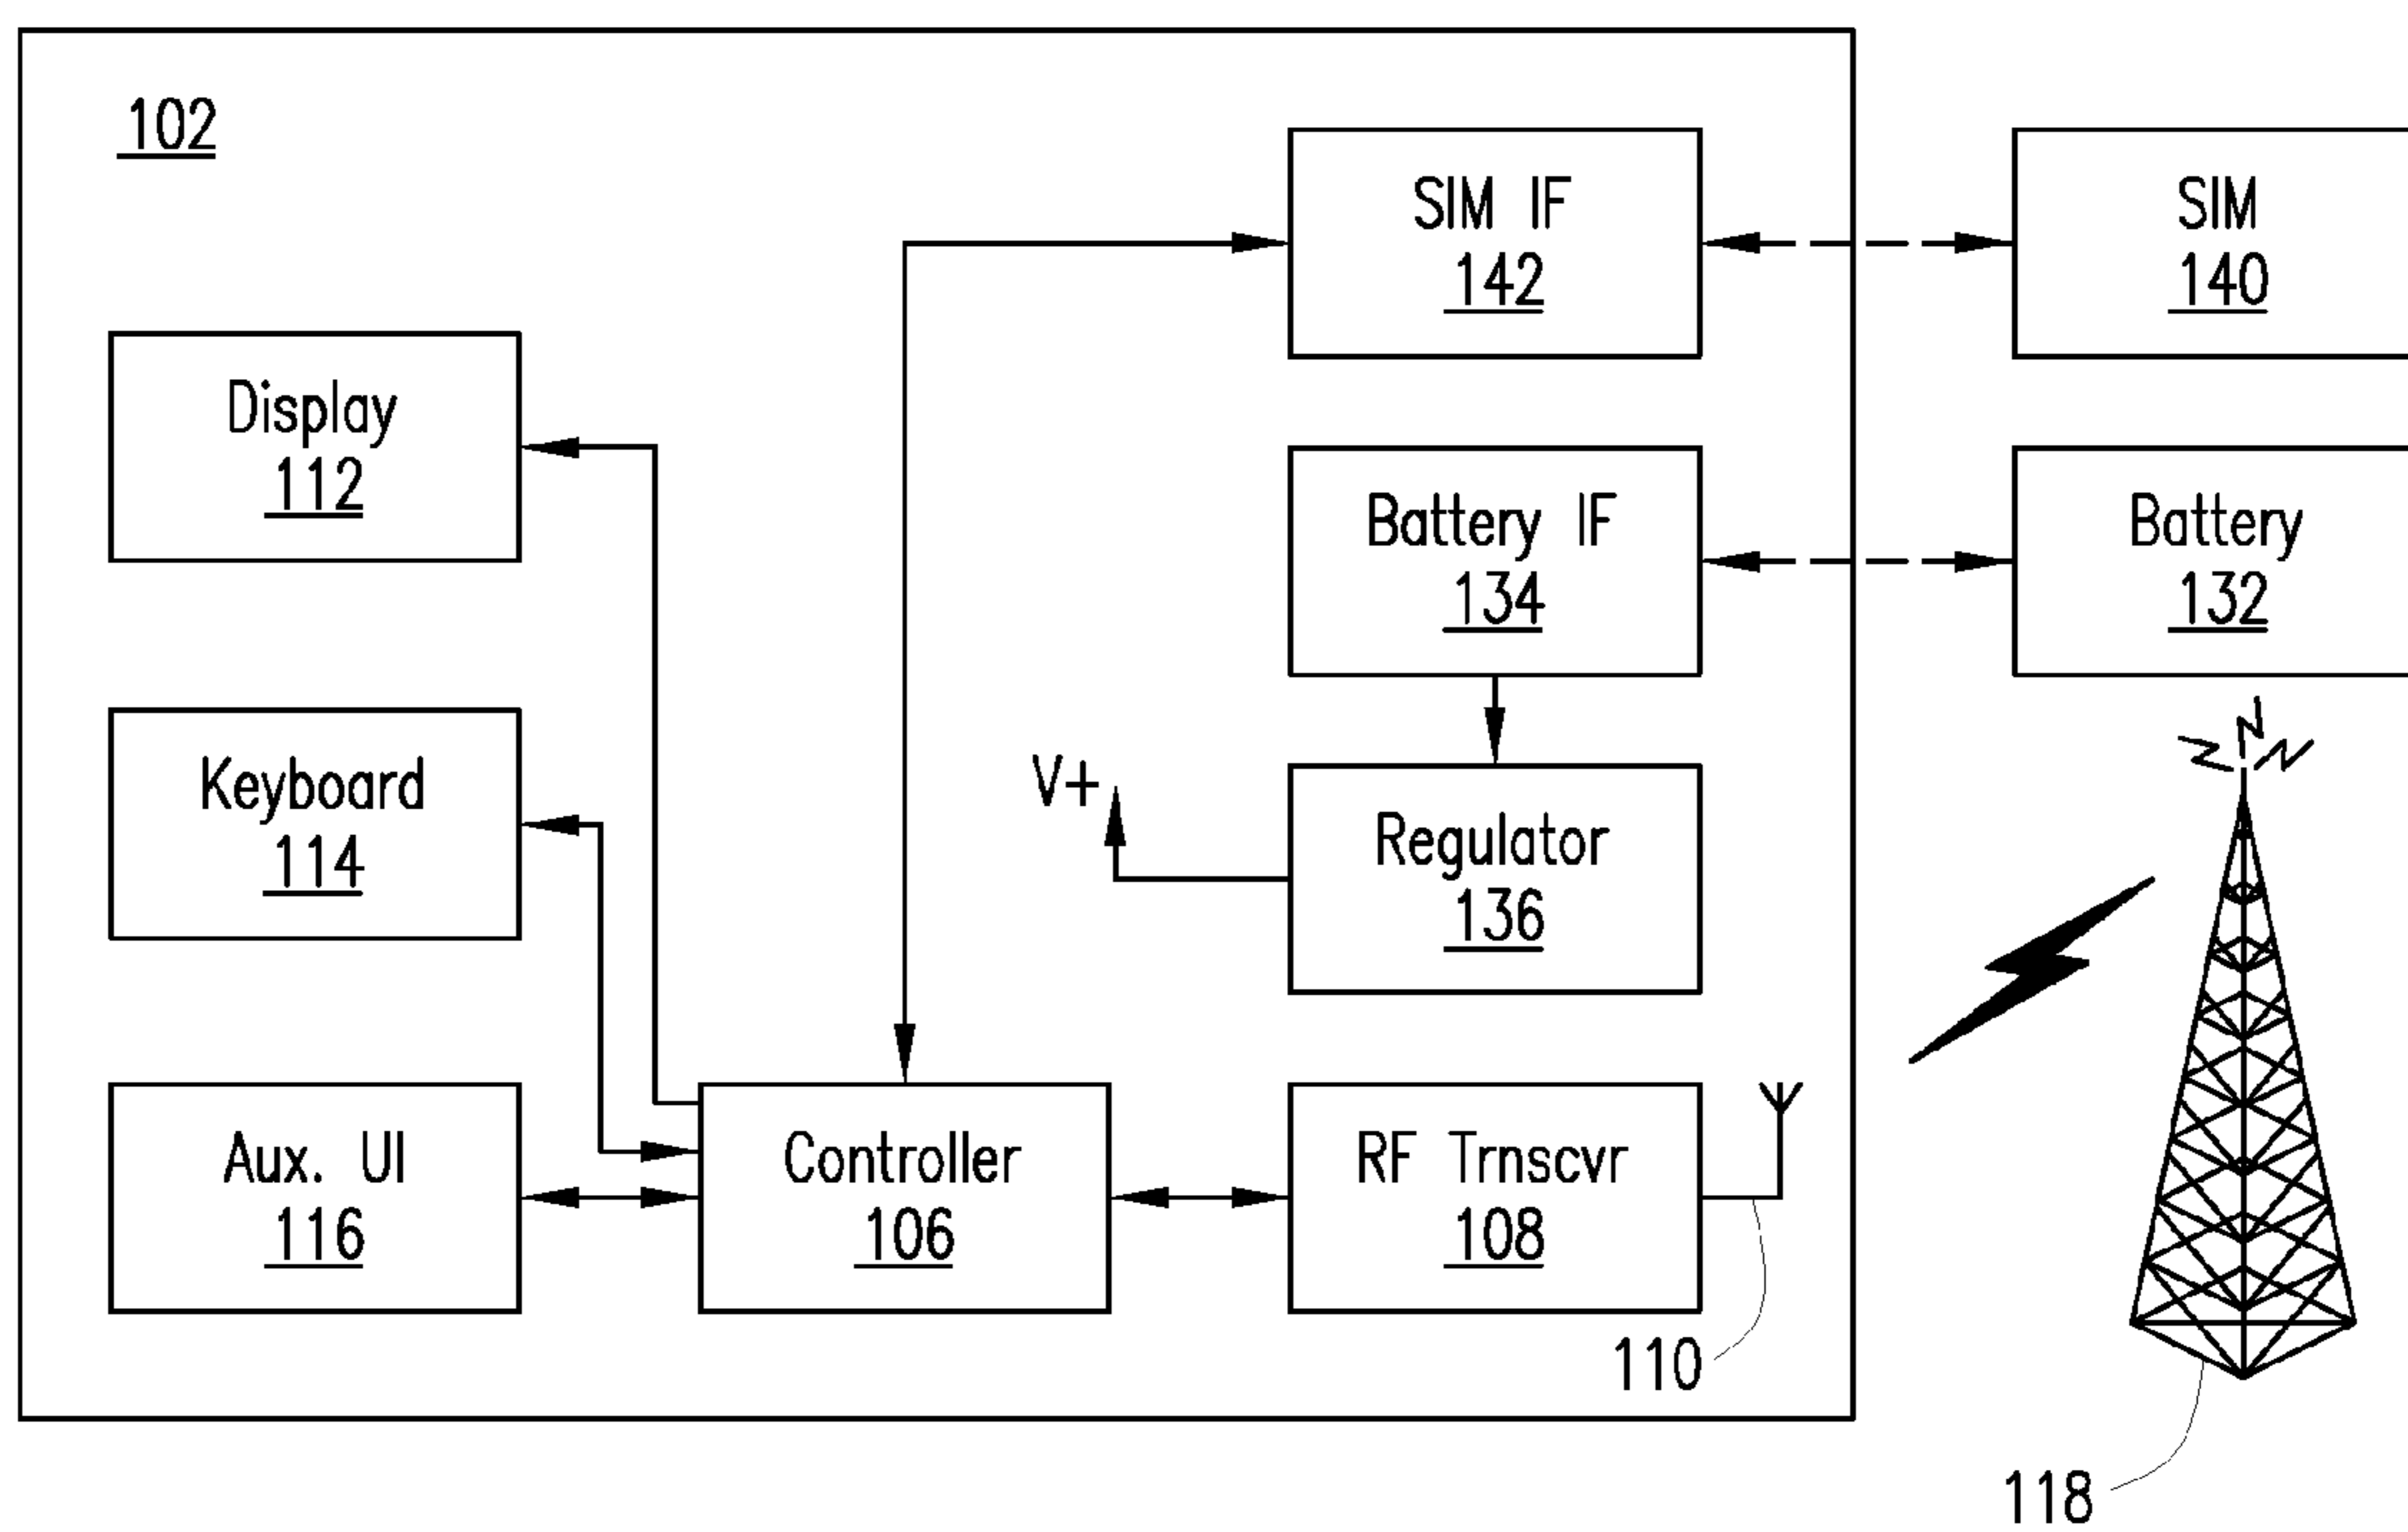 102
SIM IF
142
SIM
140
Display
112
Battery IF
134
Battery
132
Keyboard
114
V+
Regulator
136
Aux. UI
116
Controller
106
RF Trnscvr
108
110
118